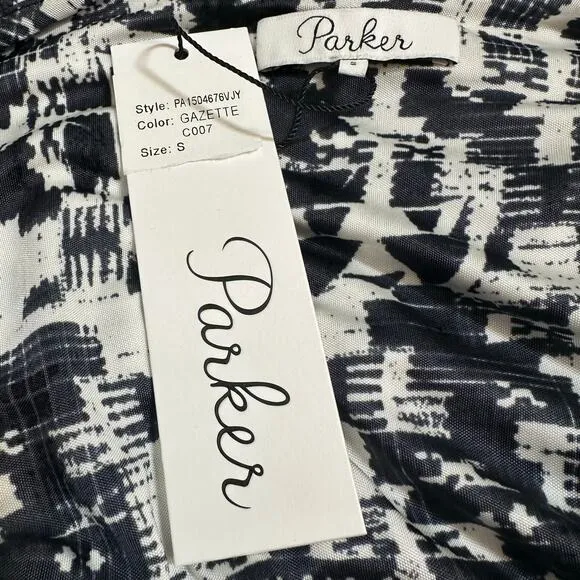 Parker
S
Style: PA1504676VJY
Color: GAZETTE
C007
Size: S
Parker